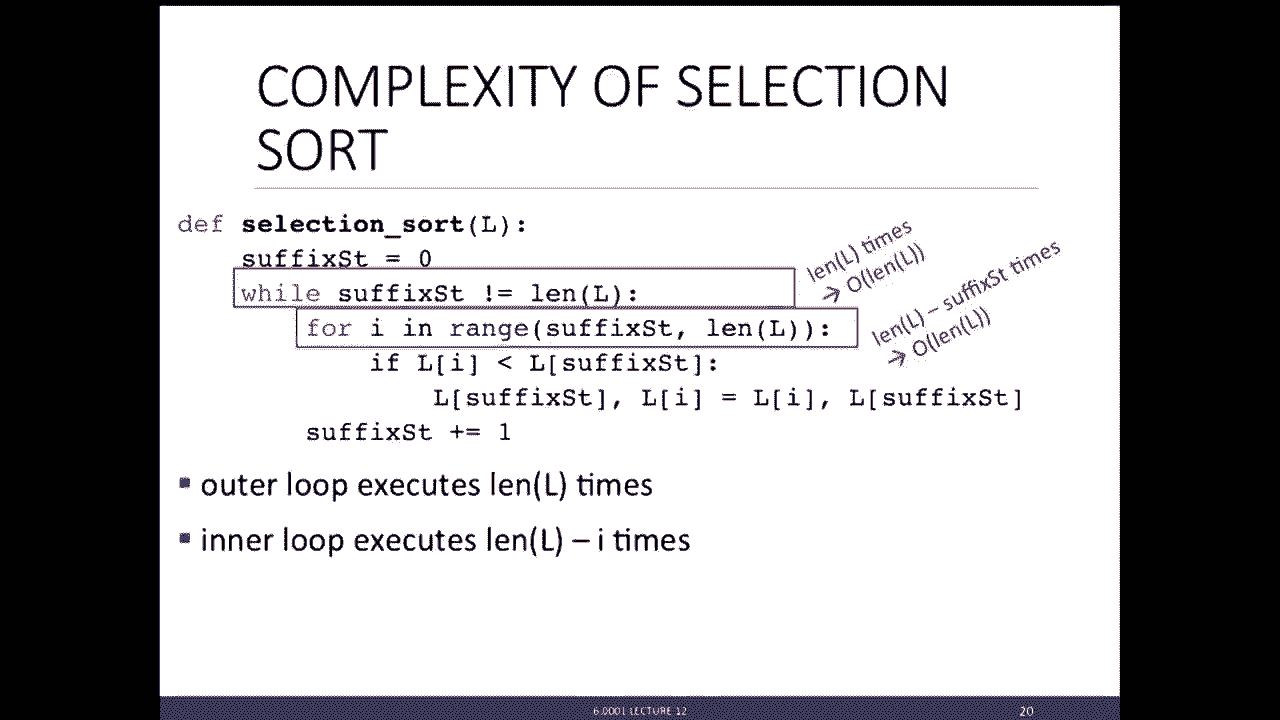 COMPLEXITY OF SELECTION
SORT
def selection_sort(L):
suffixSt = 0
while suffixSt != len(L):
for i in range(suffixSt, len(L)):
if L[i] < L[suffixSt]:
L[suffixSt], L[i] = L[i], L[suffixSt]
suffixSt += 1
len(L) times
→ O(len(L))
len(L) – suffixSt times
→ O(len(L))
▪ outer loop executes len(L) times
▪ inner loop executes len(L) – i times
6.0001 LECTURE 12
20